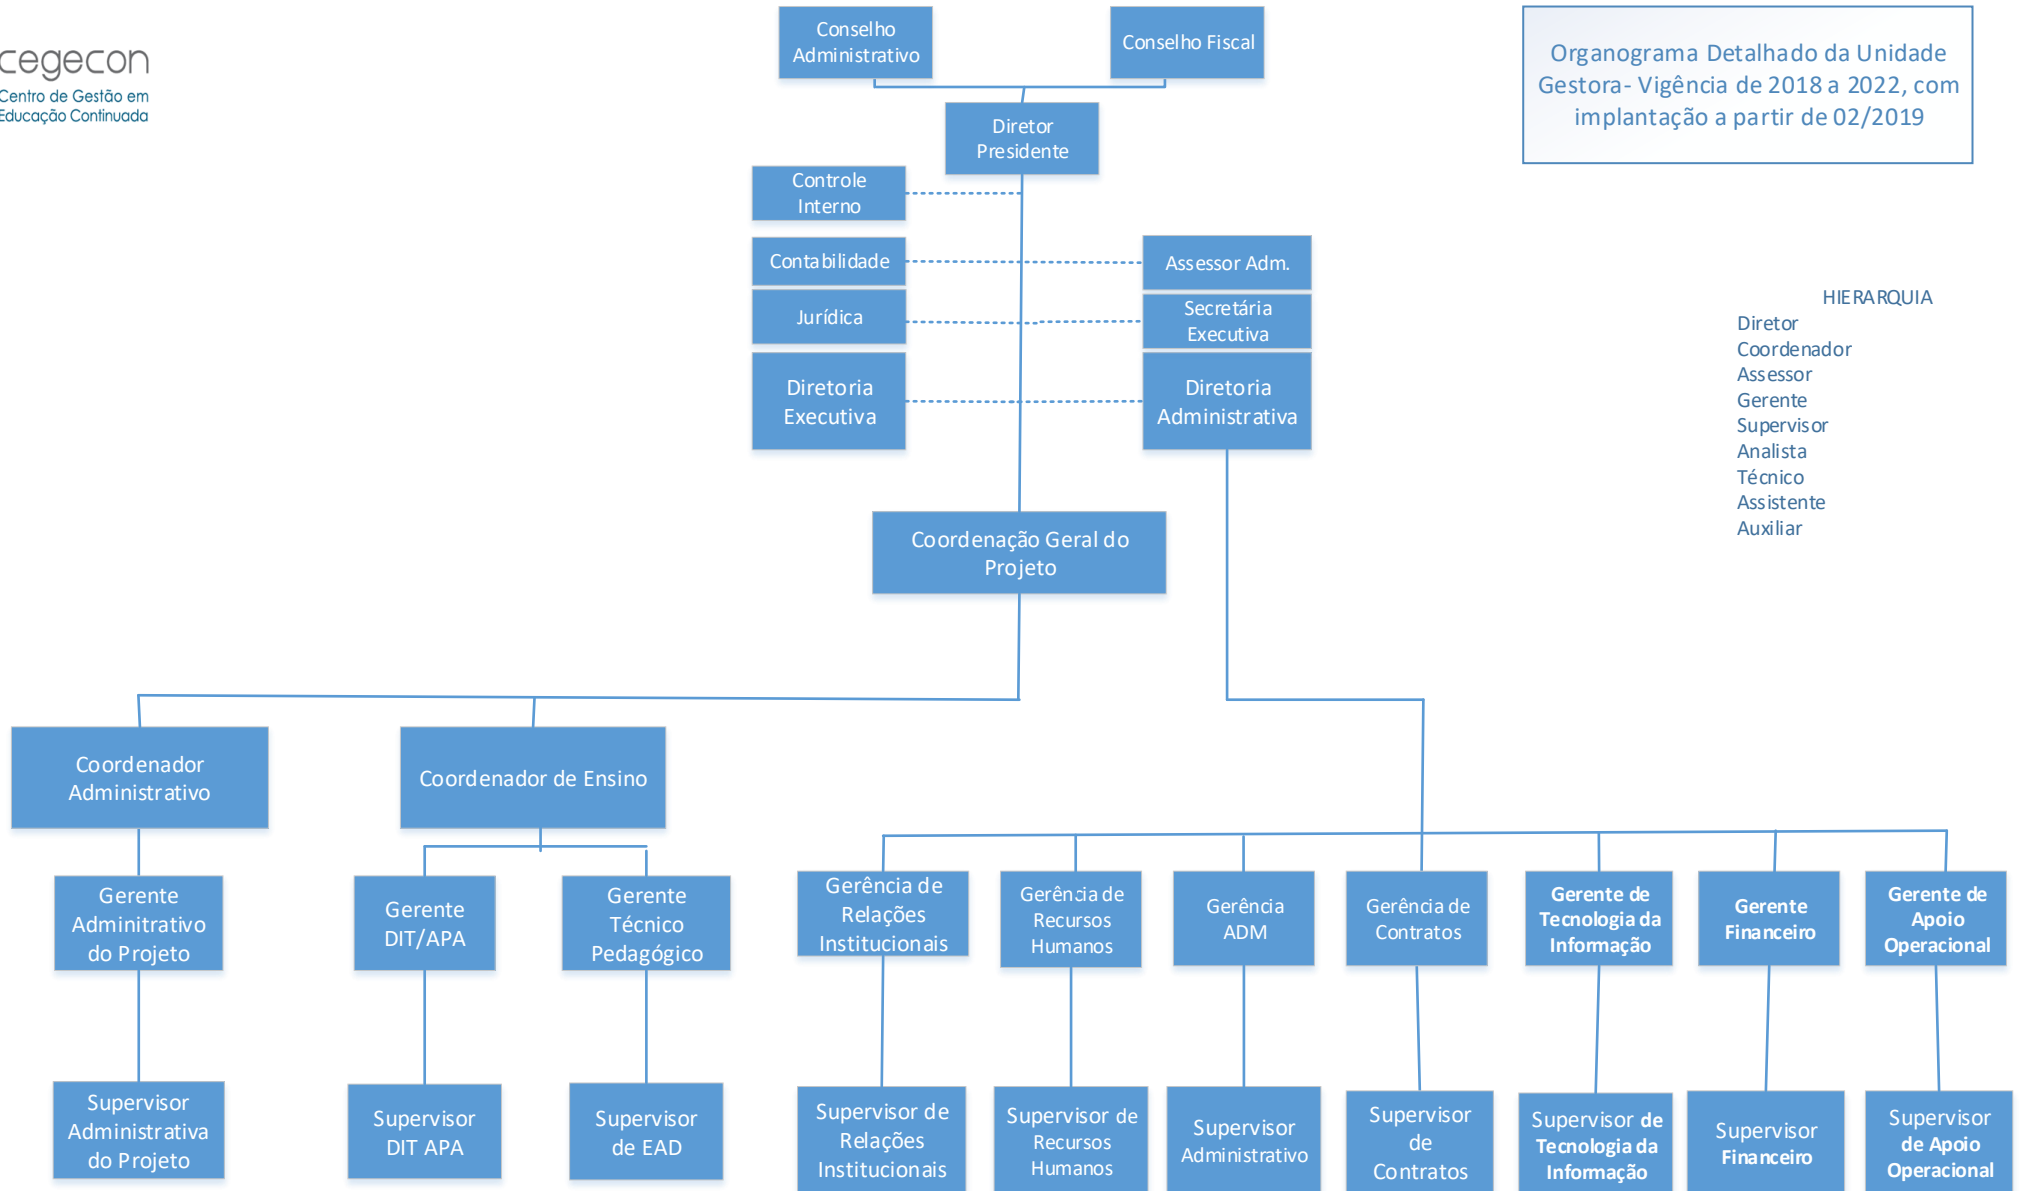 cegecon
Centro de Gestão em
Educação Continuada
Conselho
Administrativo
Conselho Fiscal
Organograma Detalhado da Unidade
Gestora- Vigência de 2018 a 2022, com
implantação a partir de 02/2019
Diretor
Presidente
Controle
Interno
Contabilidade
Assessor Adm.
Jurídica
Secretária
Executiva
Diretoria
Executiva
Diretoria
Administrativa
HIERARQUIA
Diretor
Coordenador
Assessor
Gerente
Supervisor
Analista
Técnico
Assistente
Auxiliar
Coordenação Geral do
Projeto
Coordenador
Administrativo
Coordenador de Ensino
Gerente
Adminitrativo
do Projeto
Gerente
DIT/APA
Gerente
Técnico
Pedagógico
Gerência de
Relações
Institucionais
Gerência de
Recursos
Humanos
Gerência
ADM
Gerência de
Contratos
Gerente de
Tecnologia da
Informação
Gerente
Financeiro
Gerente de
Apoio
Operacional
Supervisor
Administrativa
do Projeto
Supervisor
DIT APA
Supervisor
de EAD
Supervisor de
Relações
Institucionais
Supervisor de
Recursos
Humanos
Supervisor
Administrativo
Supervisor
de
Contratos
Supervisor de
Tecnologia da
Informação
Supervisor
Financeiro
Supervisor
de Apoio
Operacional